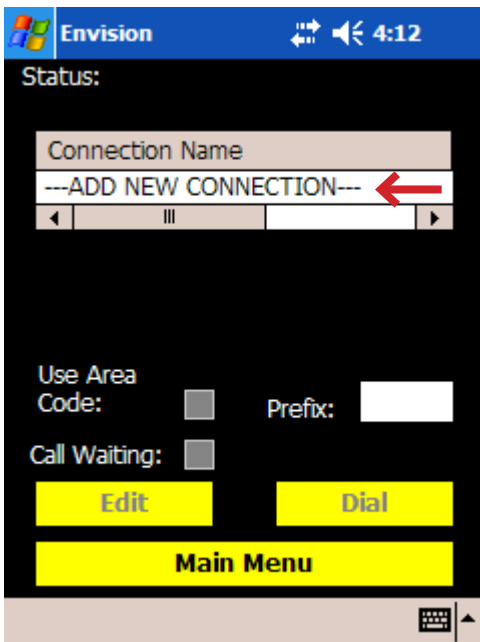 Envision 4:12
Status:
Connection Name
---ADD NEW CONNECTION---
Use Area
Code:
Prefix:
Call Waiting:
Edit Dial
Main Menu